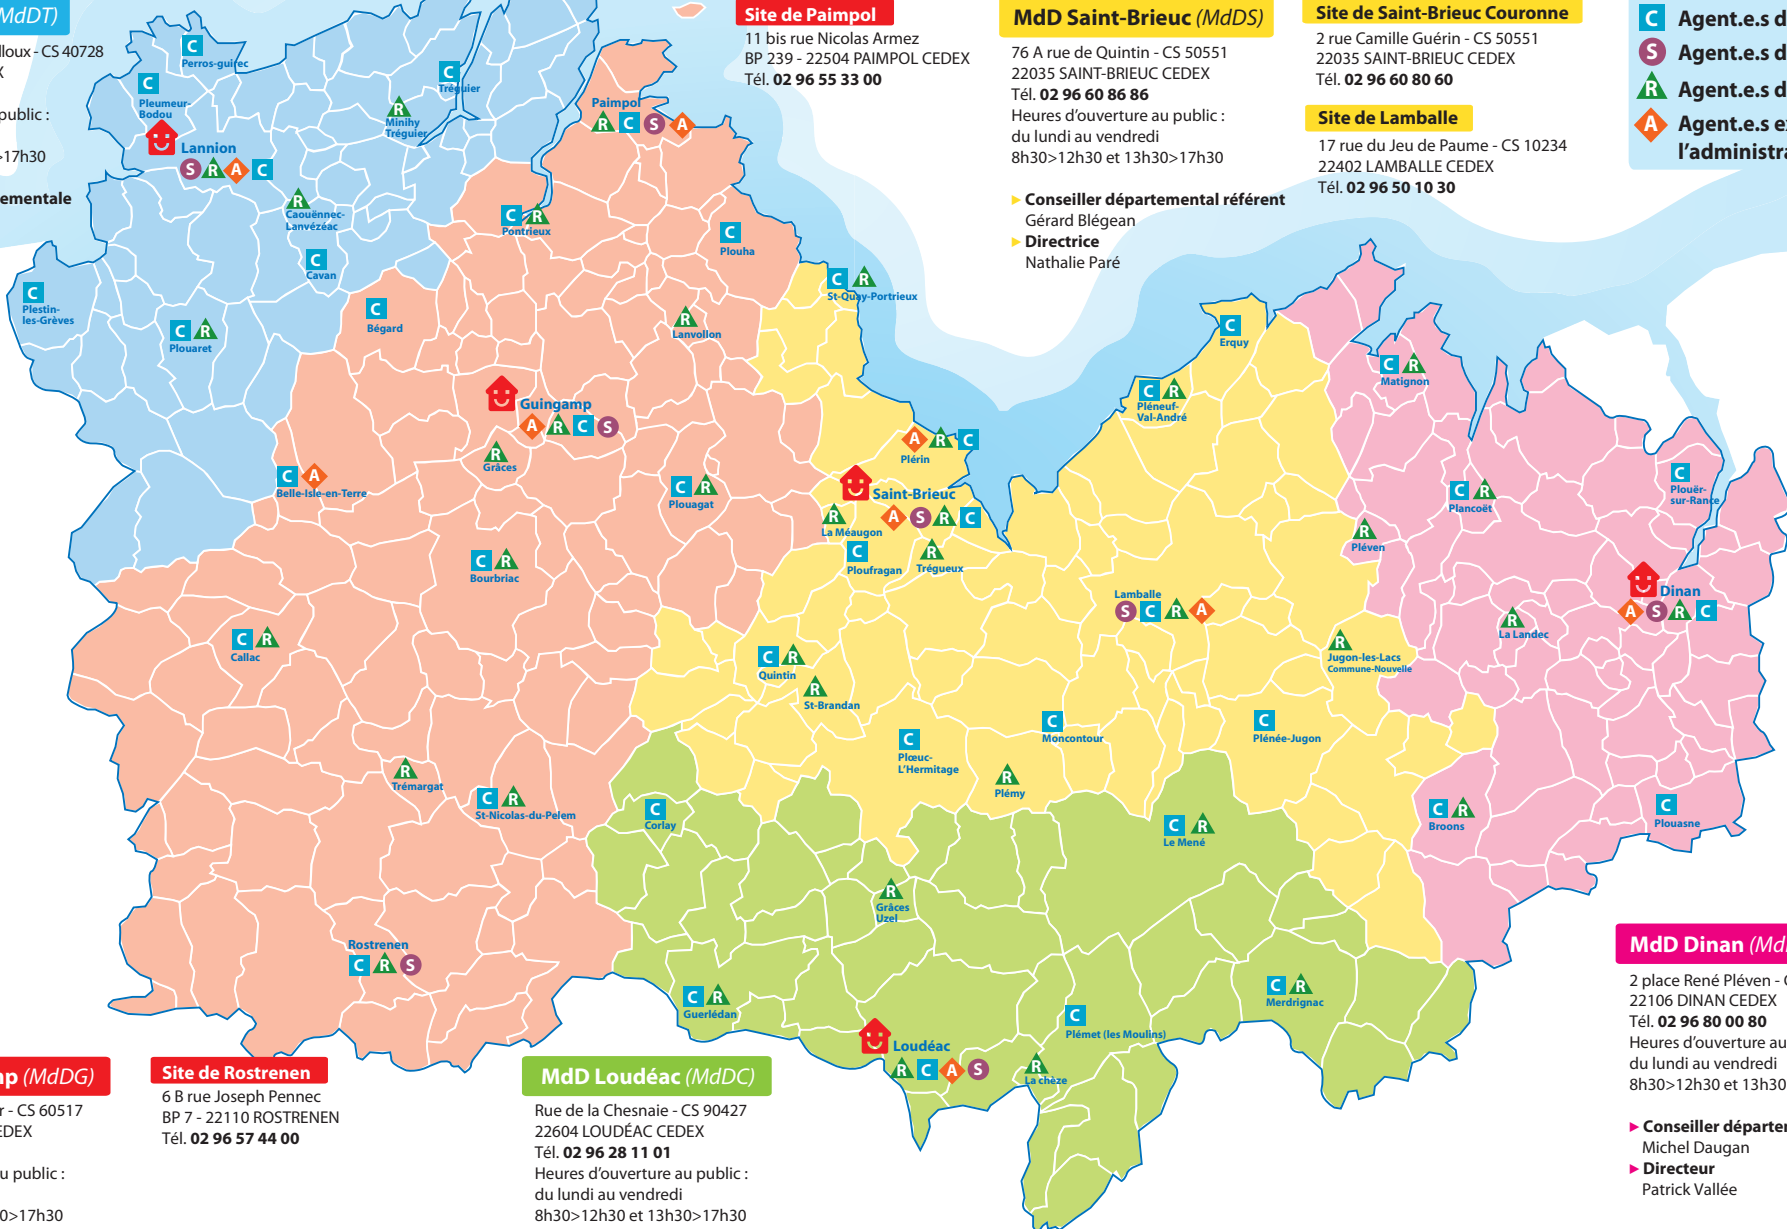 (MdDT)
lloux - CS 40728
X
public :
>17h30
ementale
Site de Paimpol
11 bis rue Nicolas Armez
BP 239 - 22504 PAIMPOL CEDEX
Tél. 02 96 55 33 00
MdD Saint-Brieuc (MdDS)
76 A rue de Quintin - CS 50551
22035 SAINT-BRIEUC CEDEX
Tél. 02 96 60 86 86
Heures d’ouverture au public :
du lundi au vendredi
8h30>12h30 et 13h30>17h30
► Conseiller départemental référent
Gérard Blégean
► Directrice
Nathalie Paré
Site de Saint-Brieuc Couronne
2 rue Camille Guérin - CS 50551
22035 SAINT-BRIEUC CEDEX
Tél. 02 96 60 80 60
Site de Lamballe
17 rue du Jeu de Paume - CS 10234
22402 LAMBALLE CEDEX
Tél. 02 96 50 10 30
C Agent.e.s d
S Agent.e.s d
R Agent.e.s d
A Agent.e.s ex
l’administra
C
Perros-guirec
C
Pleumeur-
Bodou
C
Tréguier
R
Minihy
Tréguier
Lannion
S R A C
R
Caouënnec-
Lanvézéac
C
Cavan
C
Plestin-
les-Grèves
C R
Plouaret
Paimpol
R C S A
C R
Pontrieux
C
Plouha
C
Bégard
R
Lanvollon
Guingamp
A R C S
R
Grâces
C A
Belle-Isle-en-Terre
C R
Plouagat
C R
Bourbriac
C R
Callac
R
Trémargat
C R
St-Nicolas-du-Pelem
Rostrenen
C R S
C R
St-Quay-Portrieux
A R C
Plérin
Saint-Brieuc
A S R C
R
La Méaugon
C
Ploufragan
R
Trégueux
C
Erquy
C R
Pléneuf-
Val-André
Lamballe
S C R A
R
Jugon-les-Lacs
Commune-Nouvelle
C R
Quintin
R
St-Brandan
C
Plœuc-
L’Hermitage
C
Moncontour
R
Plémy
C
Plénée-Jugon
C R
Matignon
C
Plouër-
sur-Rance
C R
Plancoët
R
Pléven
Dinan
A S R C
R
La Landec
C R
Broons
C
Plouasne
C
Corlay
C R
Le Mené
R
Grâces
Uzel
C R
Guerlédan
C
Plémet (les Moulins)
C R
Merdrignac
Loudéac
R C A S
R
La chèze
mp (MdDG)
r - CS 60517
EDEX
u public :
0>17h30
Site de Rostrenen
6 B rue Joseph Pennec
BP 7 - 22110 ROSTRENEN
Tél. 02 96 57 44 00
MdD Loudéac (MdDC)
Rue de la Chesnaie - CS 90427
22604 LOUDÉAC CEDEX
Tél. 02 96 28 11 01
Heures d’ouverture au public :
du lundi au vendredi
8h30>12h30 et 13h30>17h30
MdD Dinan (Md
2 place René Pléven - C
22106 DINAN CEDEX
Tél. 02 96 80 00 80
Heures d’ouverture au
du lundi au vendredi
8h30>12h30 et 13h30
► Conseiller départem
Michel Daugan
► Directeur
Patrick Vallée